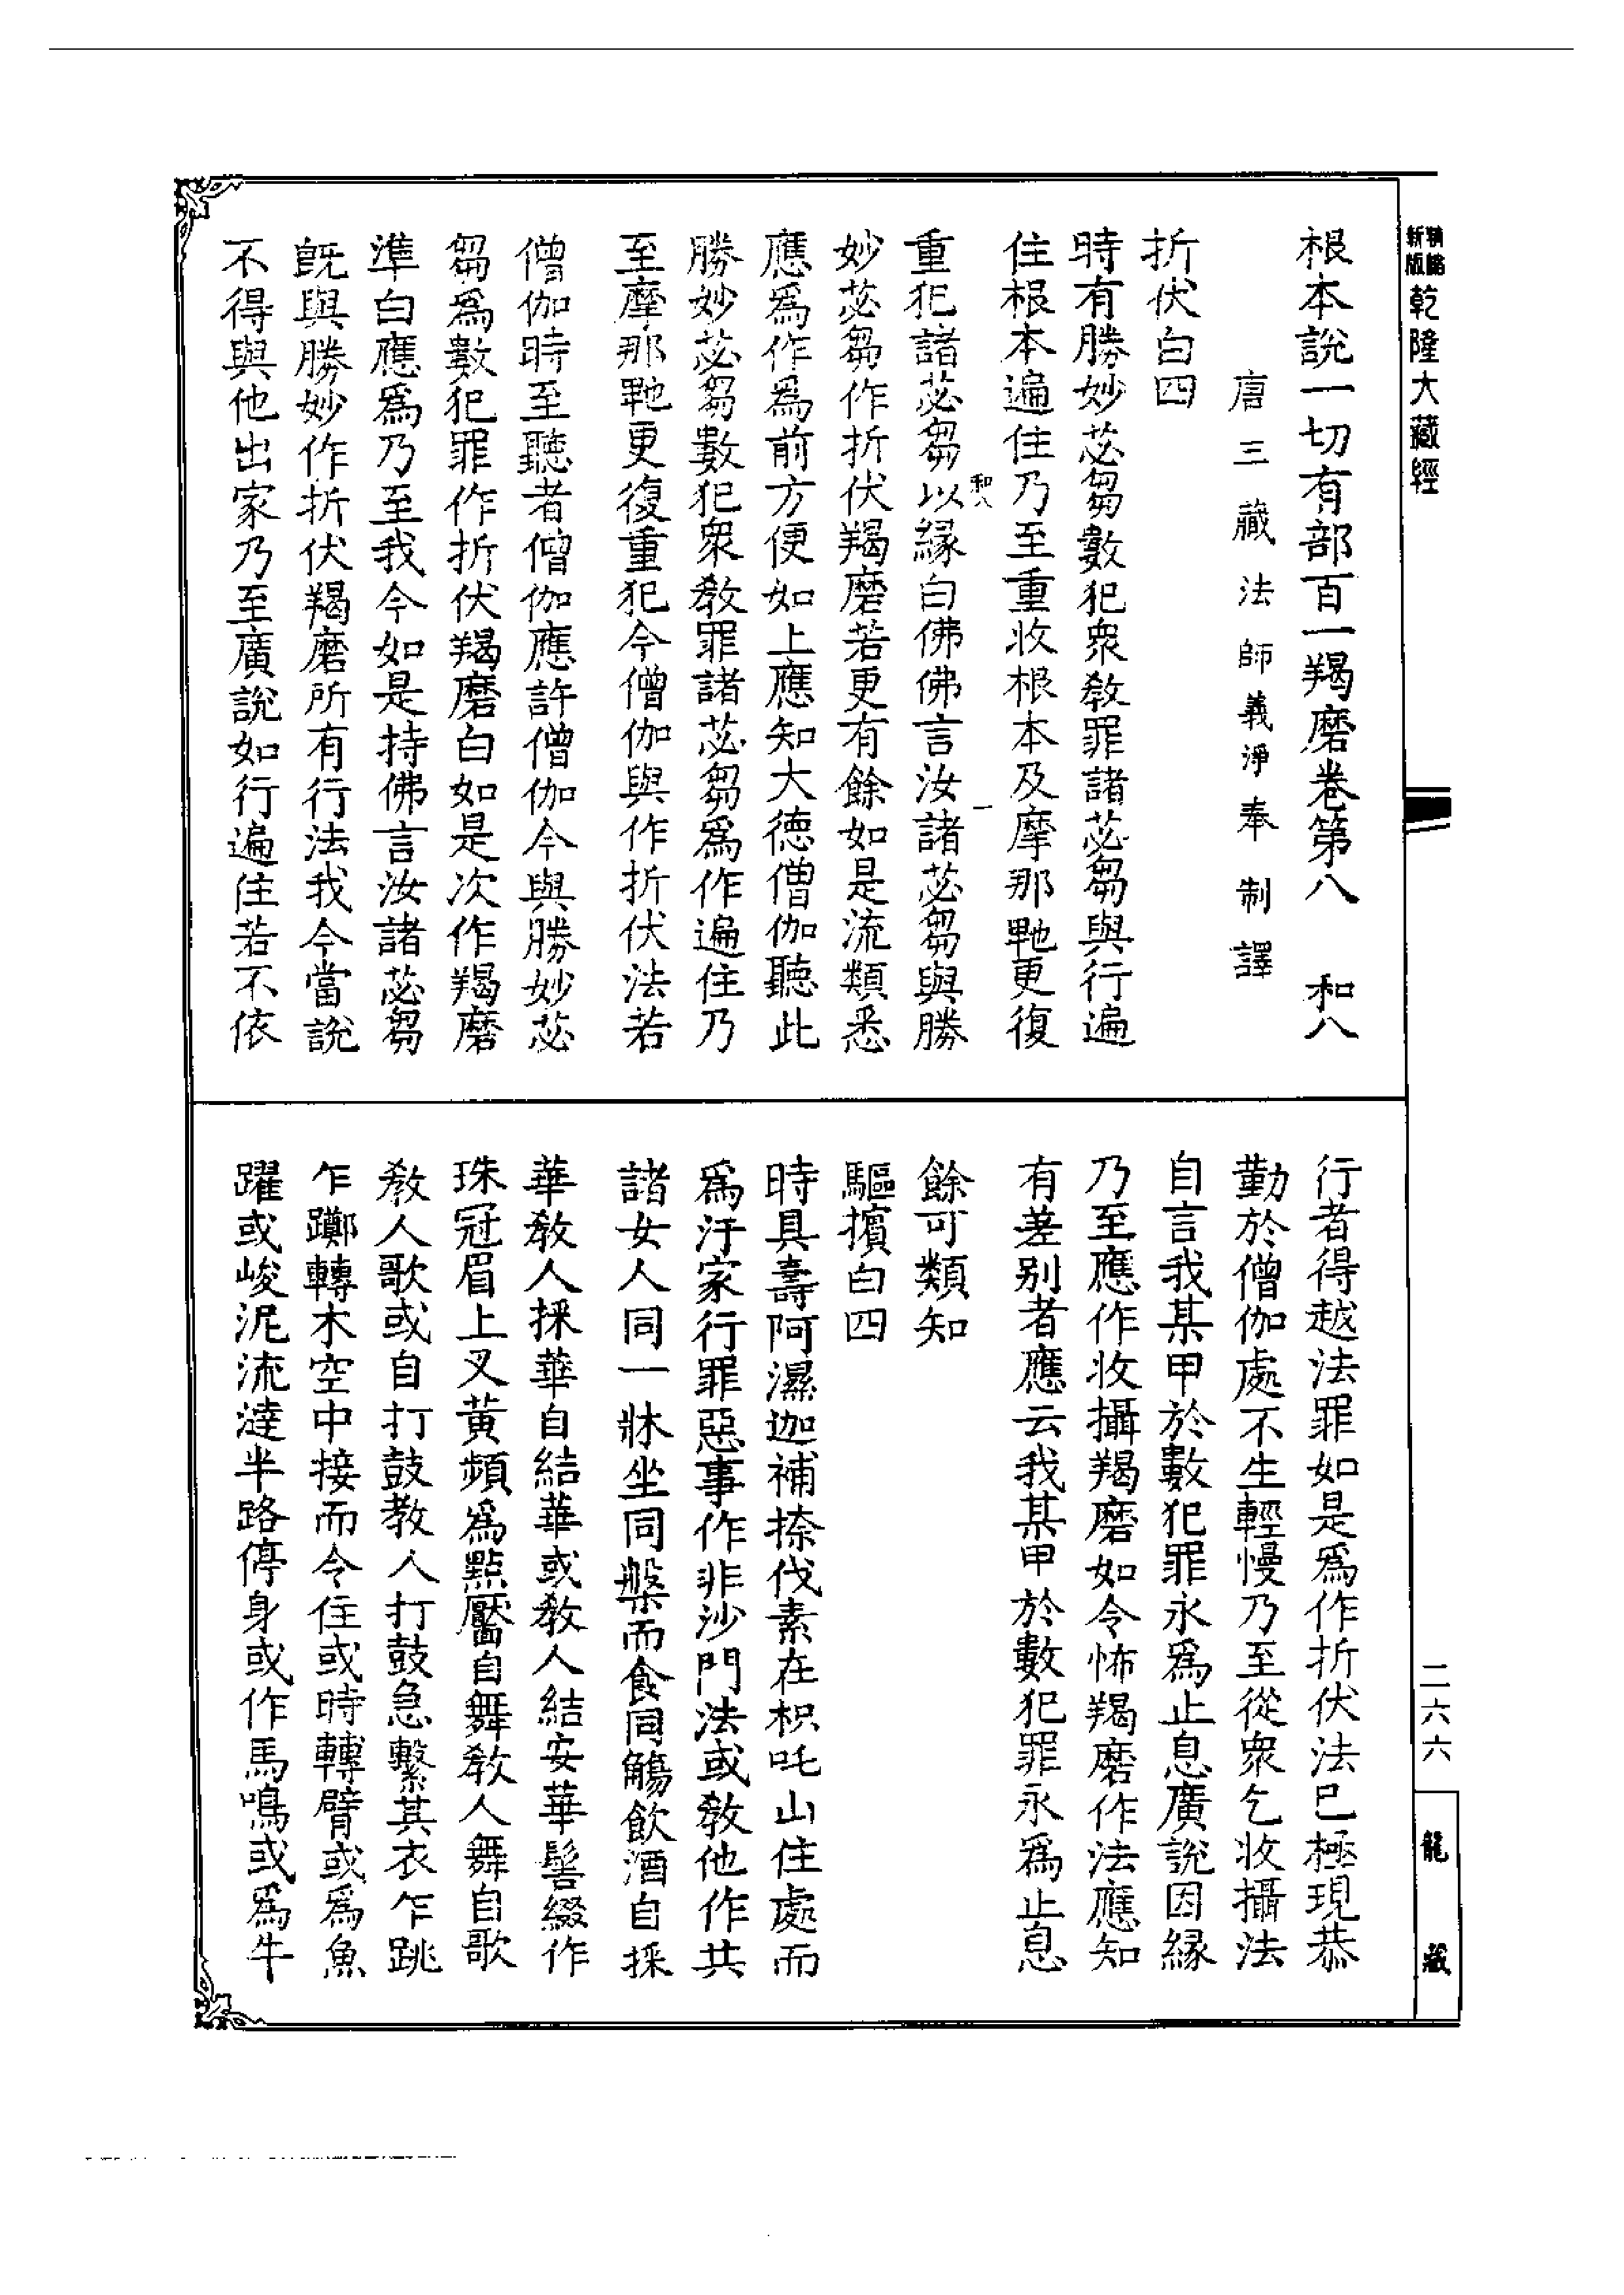 新版精縮乾隆大藏經
根本說一切有部百一羯磨卷第八 和八
唐三藏法師義淨奉制譯
折伏白四
時有勝妙苾芻數犯眾教罪諸苾芻與行遍
住根本遍住乃至重收根本及摩那𤚥更復
和八 一
重犯諸苾芻以緣白佛佛言汝諸苾芻與勝
妙苾芻作折伏羯磨若更有餘如是流類悉
應爲作爲前方便如上應知大德僧伽聽此
勝妙苾芻數犯眾教罪諸苾芻爲作遍住乃
至摩那𤚥更復重犯今僧伽與作折伏法若
僧伽時至聽者僧伽應許僧伽今與勝妙苾
芻爲數犯罪作折伏羯磨白如是次作羯磨
準白應爲乃至我今如是持佛言汝諸苾芻
旣與勝妙作折伏羯磨所有行法我今當說
不得與他出家乃至廣說如行遍住若不依
行者得越法罪如是爲作折伏法已極現恭
勤於僧伽處不生輕慢乃至從眾乞收攝法
自言我某甲於數犯罪永爲止息廣說因緣
乃至應作收攝羯磨如令怖羯磨作法應知
有差别者應云我某甲於數犯罪永爲止息
餘可類知
驅擯白四
時具壽阿濕迦補捺伐素在枳吒山住處而
爲汙家行罪惡事作非沙門法或教他作共
諸女人同一牀坐同槃而食同觴飲酒自採
華教人採華自結華或教人結安華髻綴作
珠冠眉上叉黄頰爲點靨自舞教人舞自歌
教人歌或自打鼓教人打鼓急繫其衣乍跳
乍躑轉木空中接而令住或時轉臂或爲魚
躍或峻泥流澾半路停身或作馬鳴或爲牛
二六六
龍藏